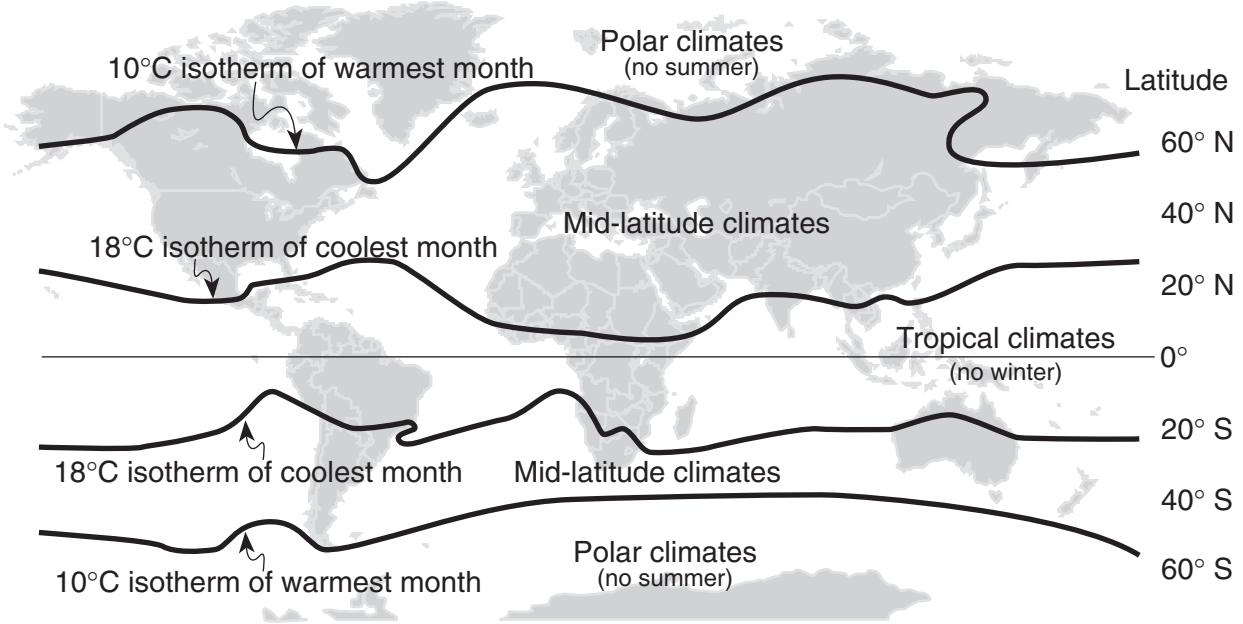 Polar climates
(no summer)
10°C isotherm of warmest month
Latitude
60° N
40° N
Mid-latitude climates
18°C isotherm of coolest month
20° N
Tropical climates
(no winter)
0°
20° S
18°C isotherm of coolest month
Mid-latitude climates
40° S
Polar climates
(no summer)
60° S
10°C isotherm of warmest month